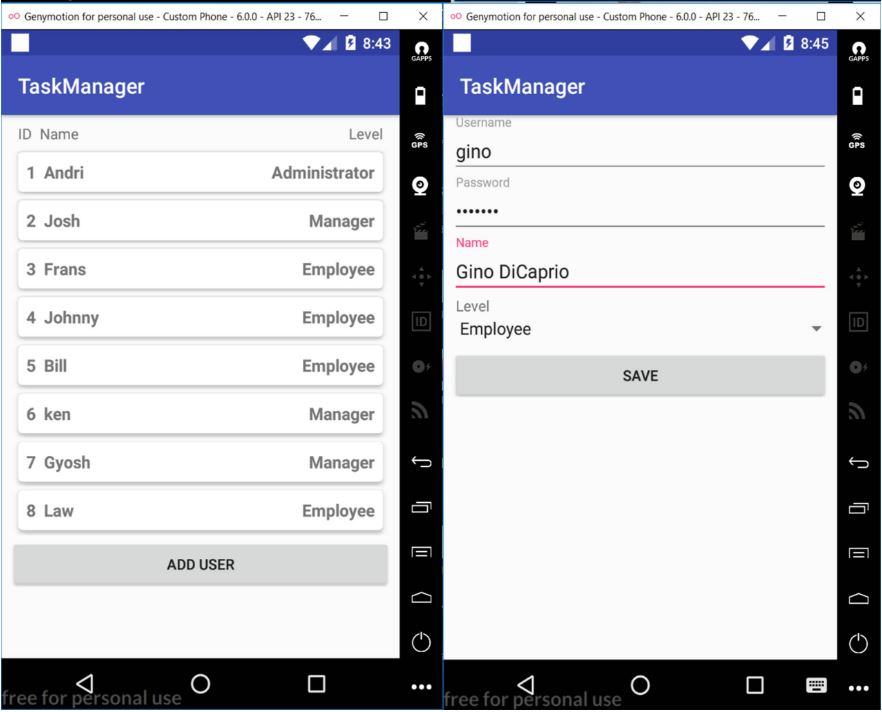 Genymotion for personal use - Custom Phone - 6.0.0 - API 23 - 76...
8:43
TaskManager
ID Name Level
1 Andri Administrator
2 Josh Manager
3 Frans Employee
4 Johnny Employee
5 Bill Employee
6 ken Manager
7 Gyosh Manager
8 Law Employee
ADD USER
free for personal use
GAPPS
GPS
ID
Genymotion for personal use - Custom Phone - 6.0.0 - API 23 - 76...
8:45
TaskManager
Username
gino
Password
•••••••
Name
Gino DiCaprio
Level
Employee
SAVE
free for personal use
GAPPS
GPS
ID